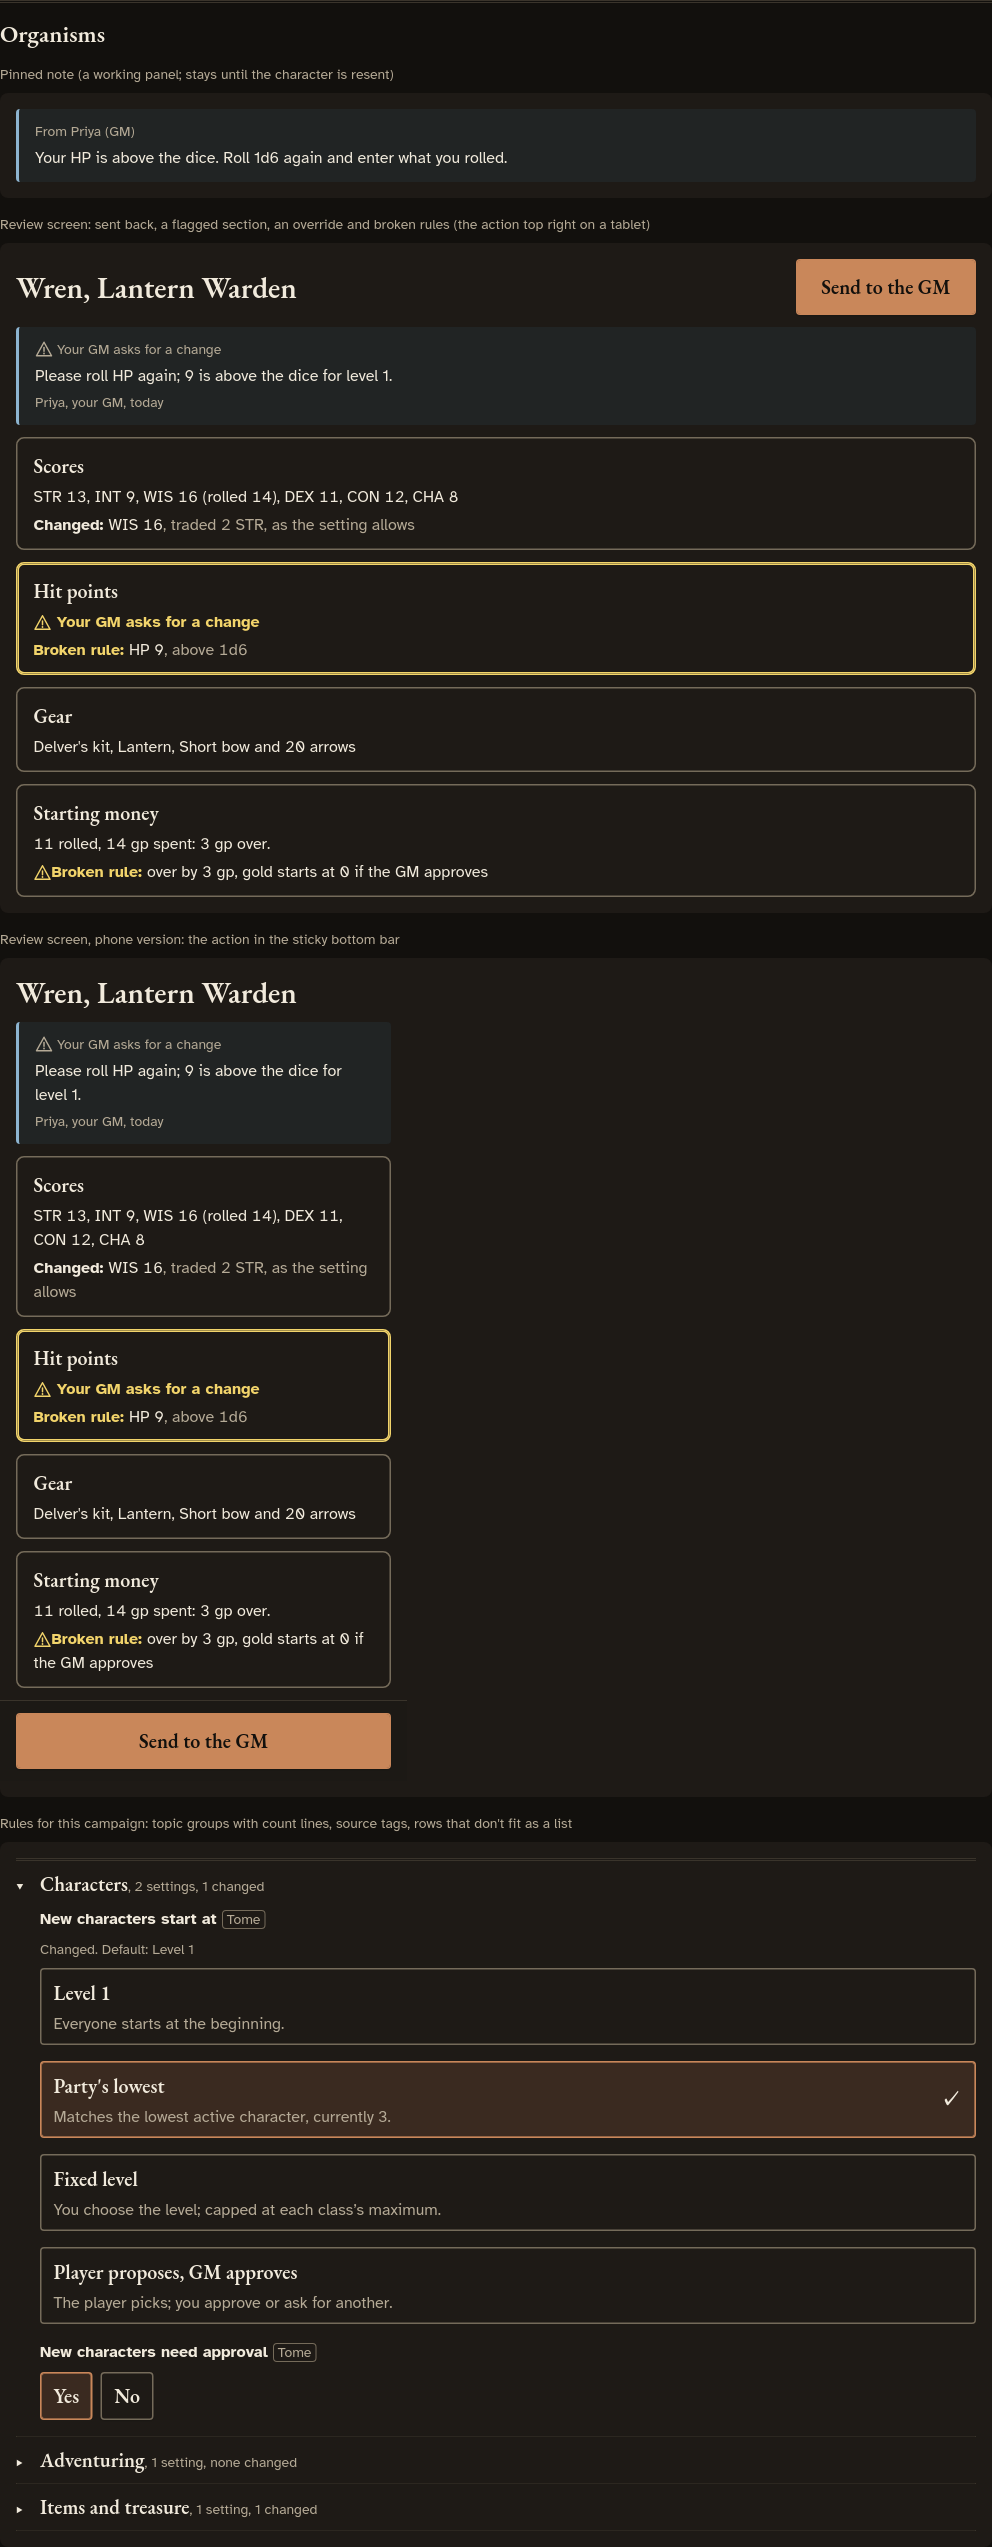 Organisms
Pinned note (a working panel; stays until the character is resent)
From Priya (GM)
Your HP is above the dice. Roll 1d6 again and enter what you rolled.
Review screen: sent back, a flagged section, an override and broken rules (the action top right on a tablet)
Wren, Lantern Warden
Send to the GM
Your GM asks for a change
Please roll HP again; 9 is above the dice for level 1.
Priya, your GM, today
Scores
STR 13, INT 9, WIS 16 (rolled 14), DEX 11, CON 12, CHA 8
Changed: WIS 16, traded 2 STR, as the setting allows
Hit points
Your GM asks for a change
Broken rule: HP 9, above 1d6
Gear
Delver's kit, Lantern, Short bow and 20 arrows
Starting money
11 rolled, 14 gp spent: 3 gp over.
Broken rule: over by 3 gp, gold starts at 0 if the GM approves
Review screen, phone version: the action in the sticky bottom bar
Wren, Lantern Warden
Your GM asks for a change
Please roll HP again; 9 is above the dice for
level 1.
Priya, your GM, today
Scores
STR 13, INT 9, WIS 16 (rolled 14), DEX 11,
CON 12, CHA 8
Changed: WIS 16, traded 2 STR, as the setting
allows
Hit points
Your GM asks for a change
Broken rule: HP 9, above 1d6
Gear
Delver's kit, Lantern, Short bow and 20 arrows
Starting money
11 rolled, 14 gp spent: 3 gp over.
Broken rule: over by 3 gp, gold starts at 0 if
the GM approves
Send to the GM
Rules for this campaign: topic groups with count lines, source tags, rows that don't fit as a list
Characters, 2 settings, 1 changed
New characters start at Tome
Changed. Default: Level 1
Level 1
Everyone starts at the beginning.
Party's lowest
Matches the lowest active character, currently 3.
Fixed level
You choose the level; capped at each class's maximum.
Player proposes, GM approves
The player picks; you approve or ask for another.
New characters need approval Tome
Yes No
Adventuring, 1 setting, none changed
Items and treasure, 1 setting, 1 changed